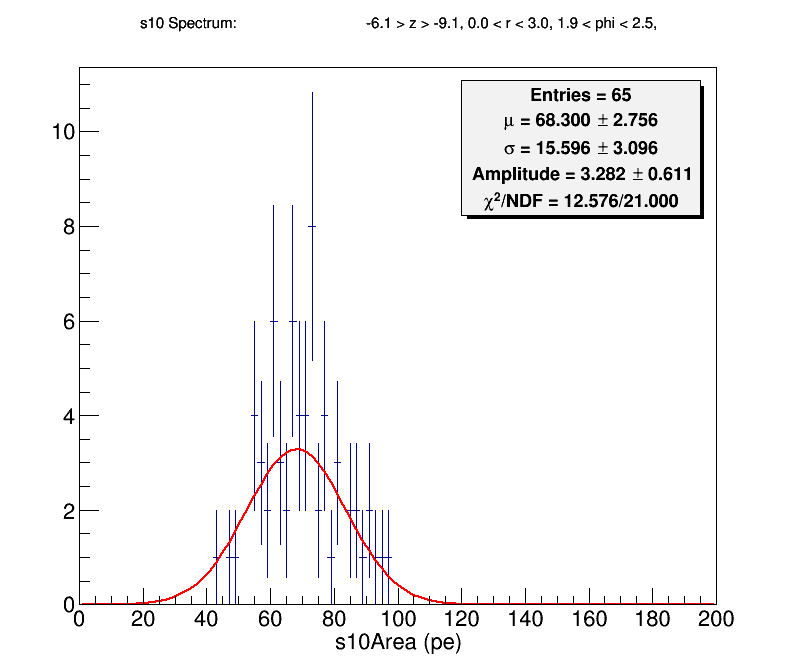 s10 Spectrum: -6.1 > z > -9.1, 0.0 < r < 3.0, 1.9 < phi < 2.5,
Entries = 65
μ = 68.300 ± 2.756
σ = 15.596 ± 3.096
Amplitude = 3.282 ± 0.611
χ²/NDF = 12.576/21.000
10
8
6
4
2
0
0 20 40 60 80 100 120 140 160 180 200
s10Area (pe)